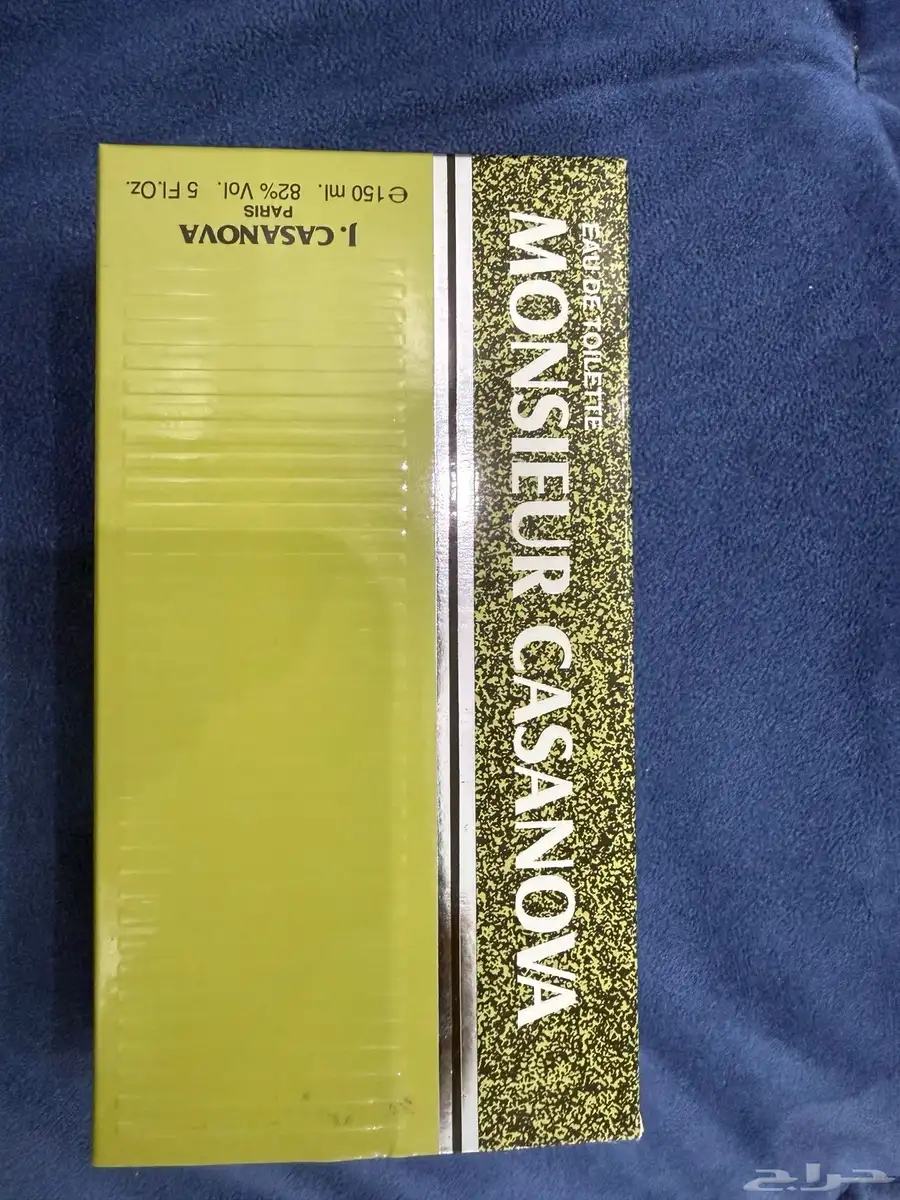 EAU DE TOILETTE
MONSIEUR CASANOVA
J. CASANOVA
PARIS
℮150 ml. 82% Vol. 5 Fl.Oz.
حراج